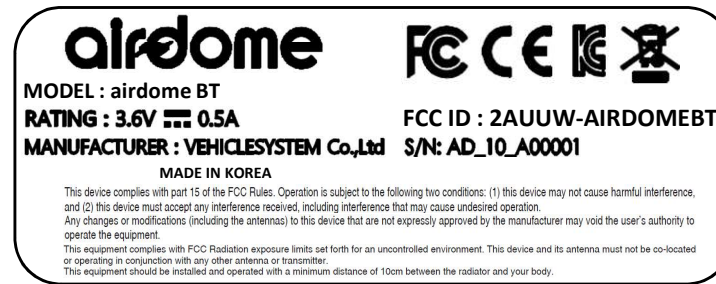 airdome
FC CE
MODEL : airdome BT
RATING : 3.6V 0.5A
FCC ID : 2AUUW-AIRDOMEBT
MANUFACTURER : VEHICLESYSTEM Co,.Ltd
S/N: AD_10_A00001
MADE IN KOREA
This device complies with part 15 of the FCC Rules. Operation is subject to the following two conditions: (1) this device may not cause harmful interference,
and (2) this device must accept any interference received, including interference that may cause undesired operation.
Any changes or modifications (including the antennas) to this device that are not expressly approved by the manufacturer may void the user's authority to
operate the equipment.
This equipment complies with FCC Radiation exposure limits set forth for an uncontrolled environment. This device and its antenna must not be co-located
or operating in conjunction with any other antenna or transmitter.
This equipment should be installed and operated with a minimum distance of 10cm between the radiator and your body.